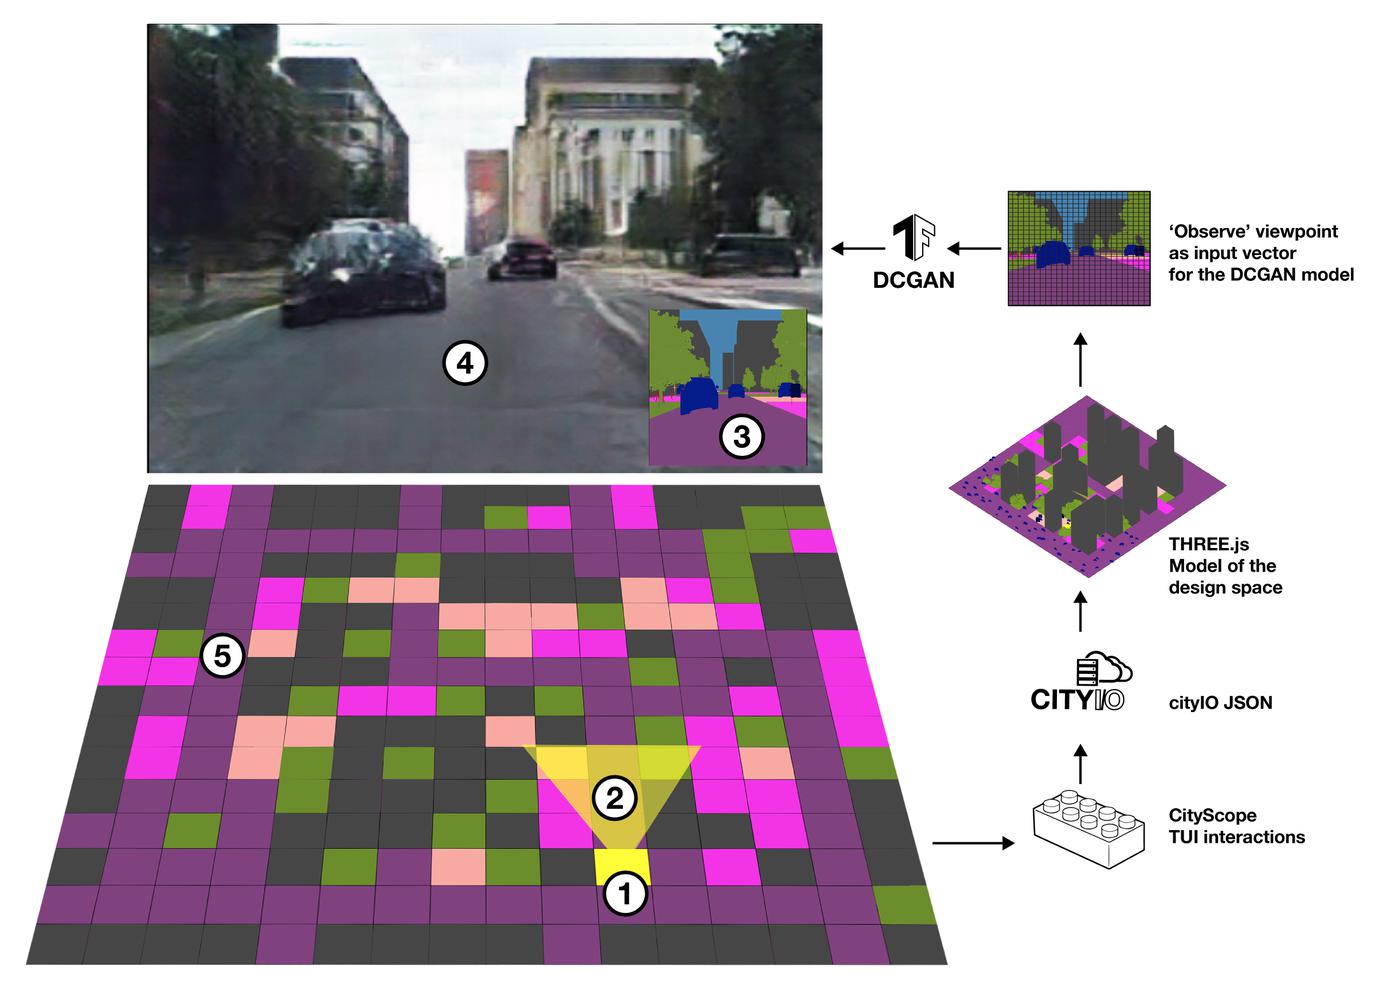 4
3
5
2
1
DCGAN
‘Observe’ viewpoint
as input vector
for the DCGAN model
THREE.js
Model of the
design space
CITYIO
cityIO JSON
CityScope
TUI interactions